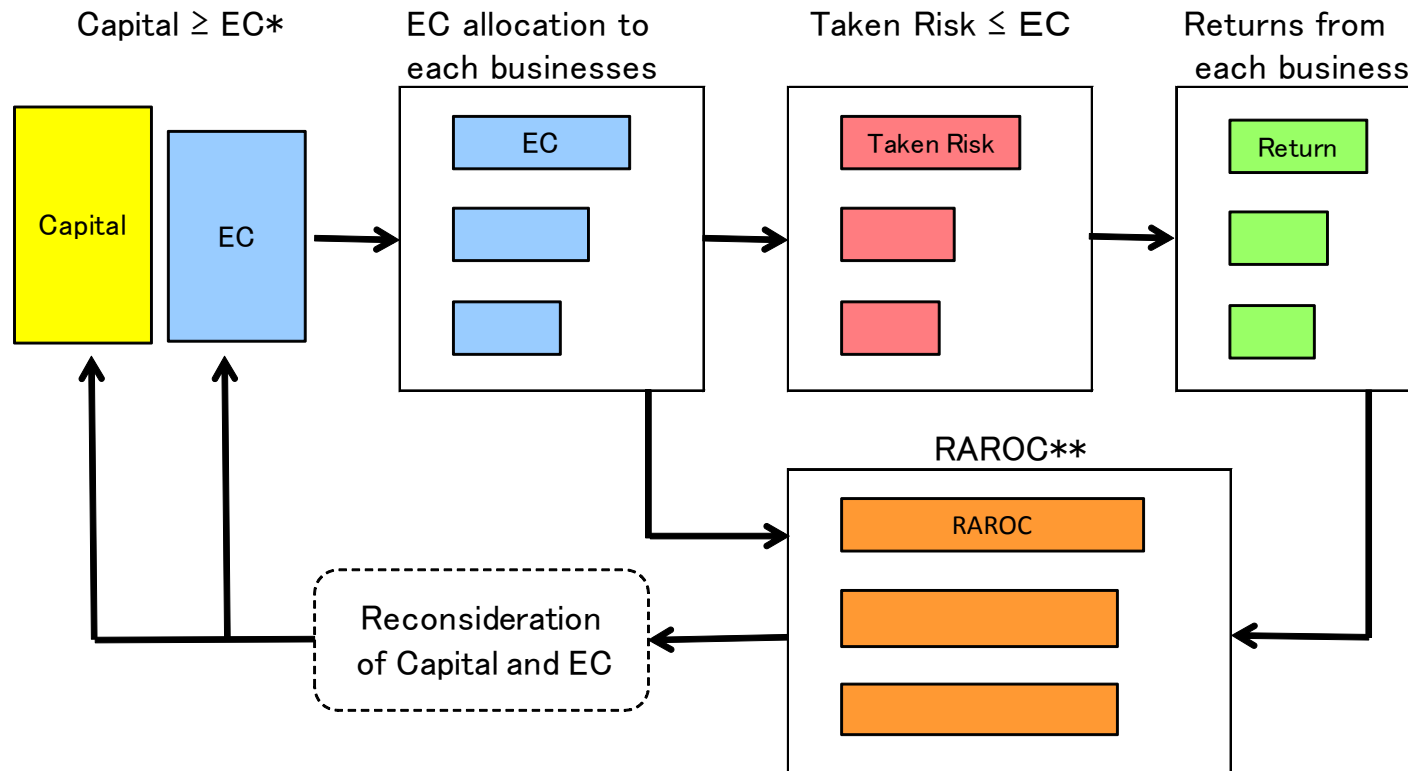 Capital ≥ EC*
EC allocation to
each businesses
Taken Risk ≤ EC
Returns from
each business
Capital
EC
EC
Taken Risk
Return
RAROC**
RAROC
Reconsideration
of Capital and EC